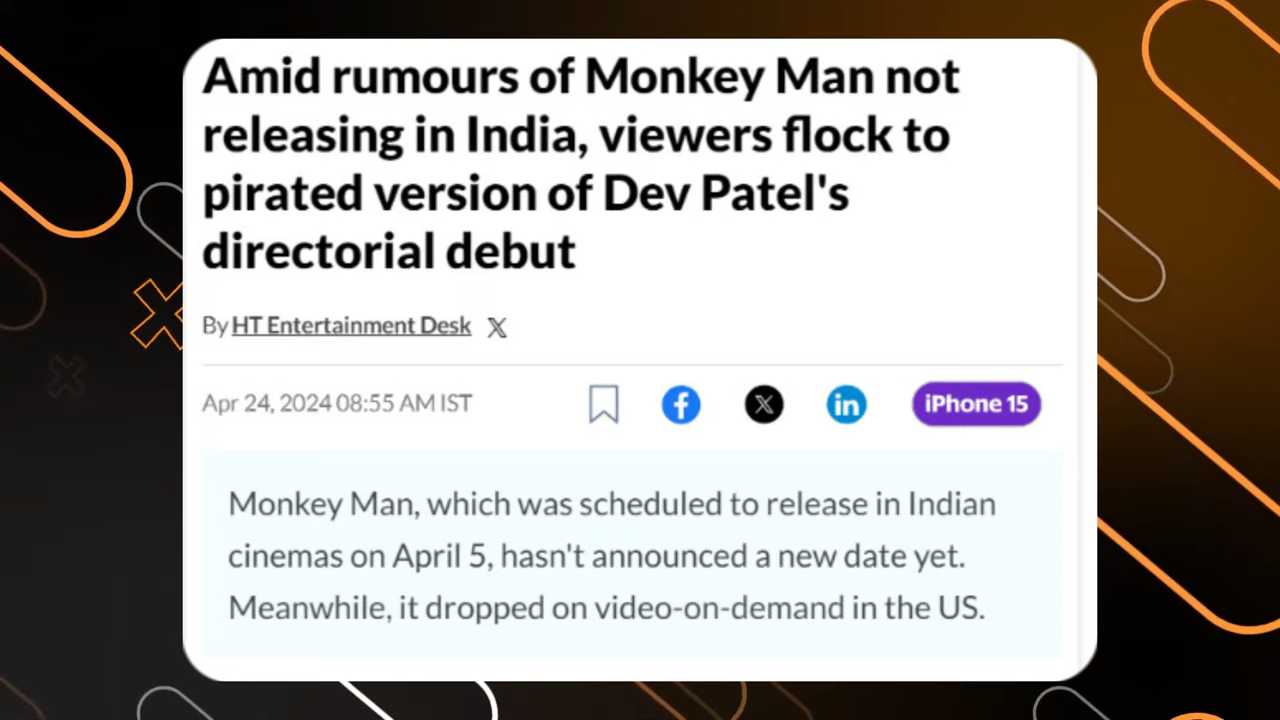 Amid rumours of Monkey Man not
releasing in India, viewers flock to
pirated version of Dev Patel's
directorial debut
By HT Entertainment Desk
Apr 24, 2024 08:55 AM IST
iPhone 15
Monkey Man, which was scheduled to release in Indian
cinemas on April 5, hasn't announced a new date yet.
Meanwhile, it dropped on video-on-demand in the US.